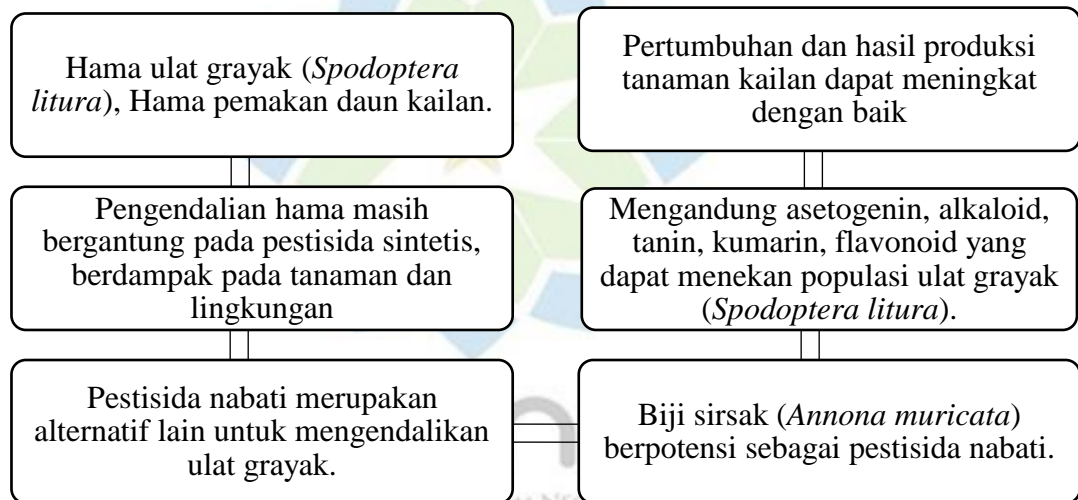 Hama ulat grayak (Spodoptera
litura), Hama pemakan daun kailan.
Pengendalian hama masih
bergantung pada pestisida sintetis,
berdampak pada tanaman dan
lingkungan
Pestisida nabati merupakan
alternatif lain untuk mengendalikan
ulat grayak.
Biji sirsak (Annona muricata)
berpotensi sebagai pestisida nabati.
Mengandung asetogenin, alkaloid,
tanin, kumarin, flavonoid yang
dapat menekan populasi ulat grayak
(Spodoptera litura).
Pertumbuhan dan hasil produksi
tanaman kailan dapat meningkat
dengan baik